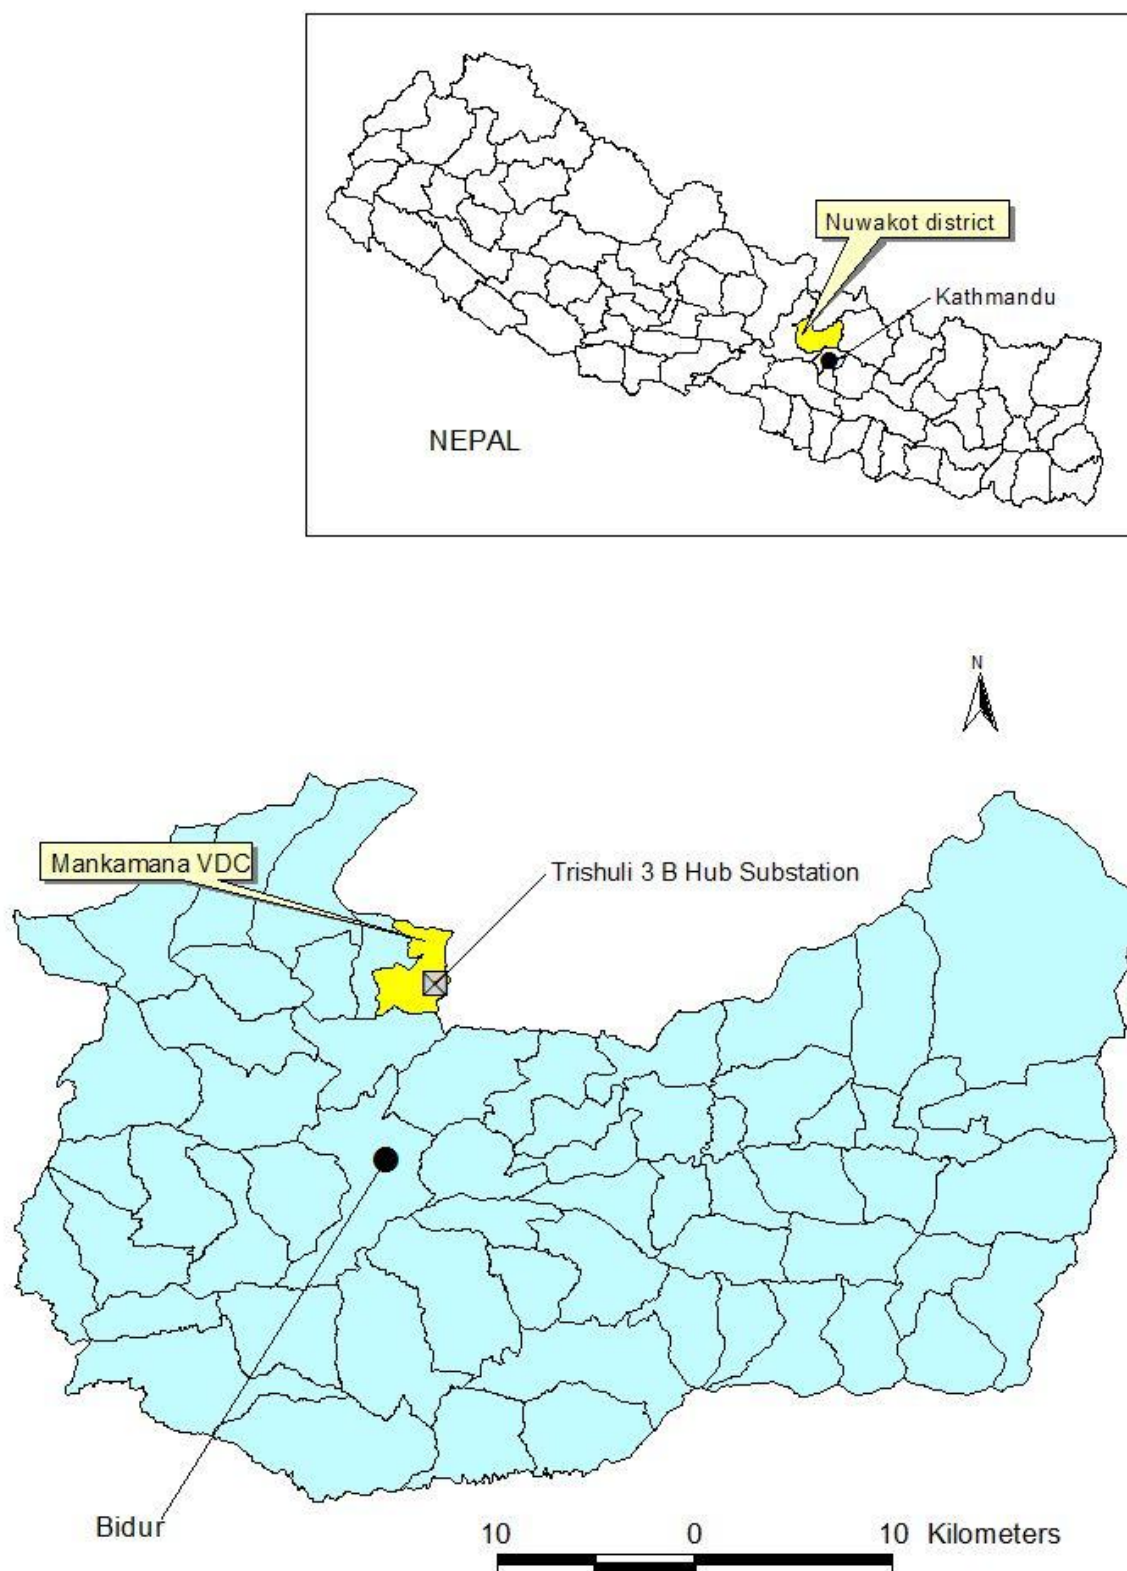 Nuwakot district
Kathmandu
NEPAL
N
Mankamana VDC
Trishuli 3 B Hub Substation
Bidur
10 0 10 Kilometers